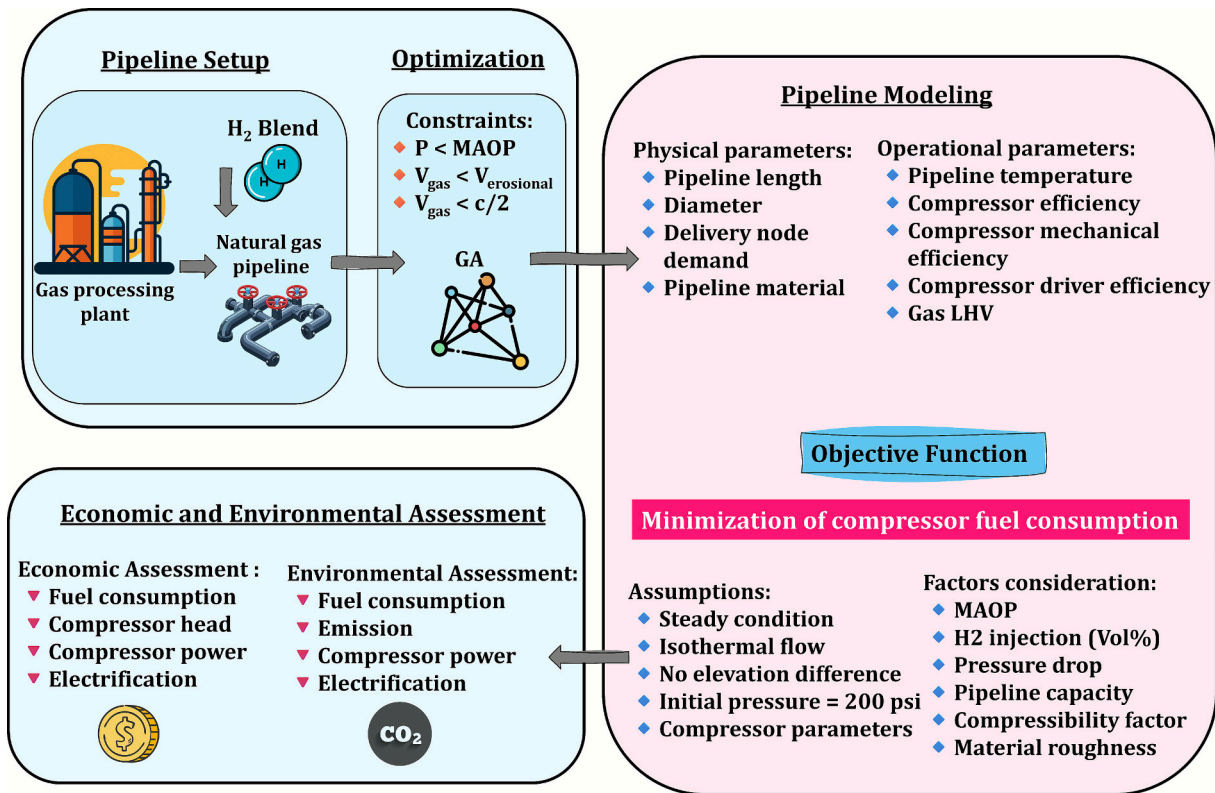 Pipeline Setup
H₂ Blend
H
H
Gas processing
plant
Natural gas
pipeline
Optimization
Constraints:
P < MAOP
V_gas < V_erosional
V_gas < c/2
GA
Pipeline Modeling
Physical parameters:
Pipeline length
Diameter
Delivery node
demand
Pipeline material
Operational parameters:
Pipeline temperature
Compressor efficiency
Compressor mechanical
efficiency
Compressor driver efficiency
Gas LHV
Objective Function
Minimization of compressor fuel consumption
Assumptions:
Steady condition
Isothermal flow
No elevation difference
Initial pressure = 200 psi
Compressor parameters
Factors consideration:
MAOP
H2 injection (Vol%)
Pressure drop
Pipeline capacity
Compressibility factor
Material roughness
Economic and Environmental Assessment
Economic Assessment :
Fuel consumption
Compressor head
Compressor power
Electrification
$
Environmental Assessment:
Fuel consumption
Emission
Compressor power
Electrification
CO₂